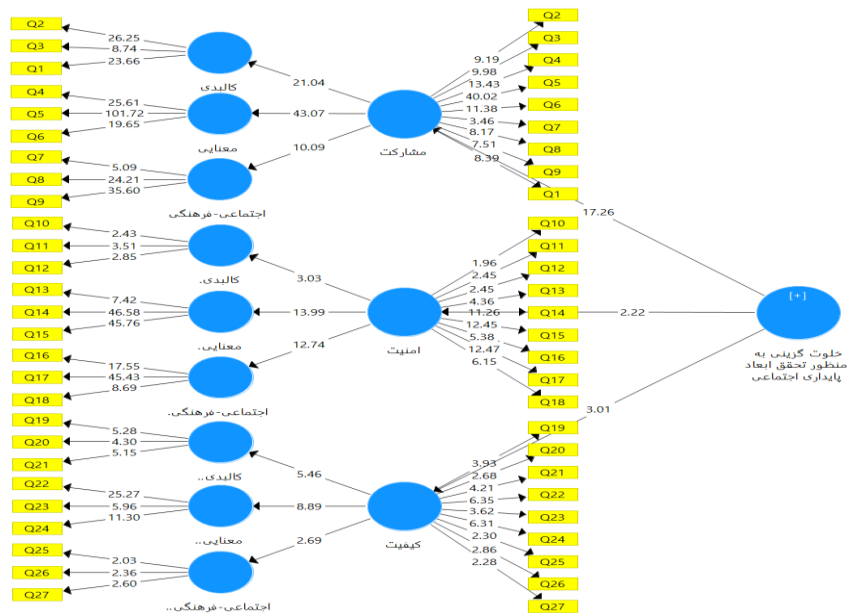 Q2
Q3
Q1
Q4
Q5
Q6
Q7
Q8
Q9
Q10
Q11
Q12
Q13
Q14
Q15
Q16
Q17
Q18
Q19
Q20
Q21
Q22
Q23
Q24
Q25
Q26
Q27
26.25
8.74
23.66
25.61
101.72
19.65
5.09
24.21
35.60
2.43
3.51
2.85
7.42
46.58
45.76
17.55
45.43
8.69
5.28
4.30
5.15
25.27
5.96
11.30
2.03
2.36
2.60
کالبدی
معنایی
اجتماعی-فرهنگی
کالبدی.
معنایی.
اجتماعی-فرهنگی.
کالبدی..
معنایی..
اجتماعی-فرهنگی..
21.04
43.07
10.09
3.03
13.99
12.74
5.46
8.89
2.69
مشارکت
امنیت
کیفیت
9.19
9.98
13.43
40.02
11.38
3.46
8.17
7.51
8.39
1.96
2.45
2.45
4.36
11.26
12.45
5.38
12.47
6.15
3.93
2.68
4.21
6.35
3.62
6.31
2.30
2.86
2.28
Q2
Q3
Q4
Q5
Q6
Q7
Q8
Q9
Q1
Q10
Q11
Q12
Q13
Q14
Q15
Q16
Q17
Q18
Q19
Q20
Q21
Q22
Q23
Q24
Q25
Q26
Q27
17.26
2.22
3.01
[+]
خلوت گزینی به
منظور تحقق ابعاد
پایداری اجتماعی